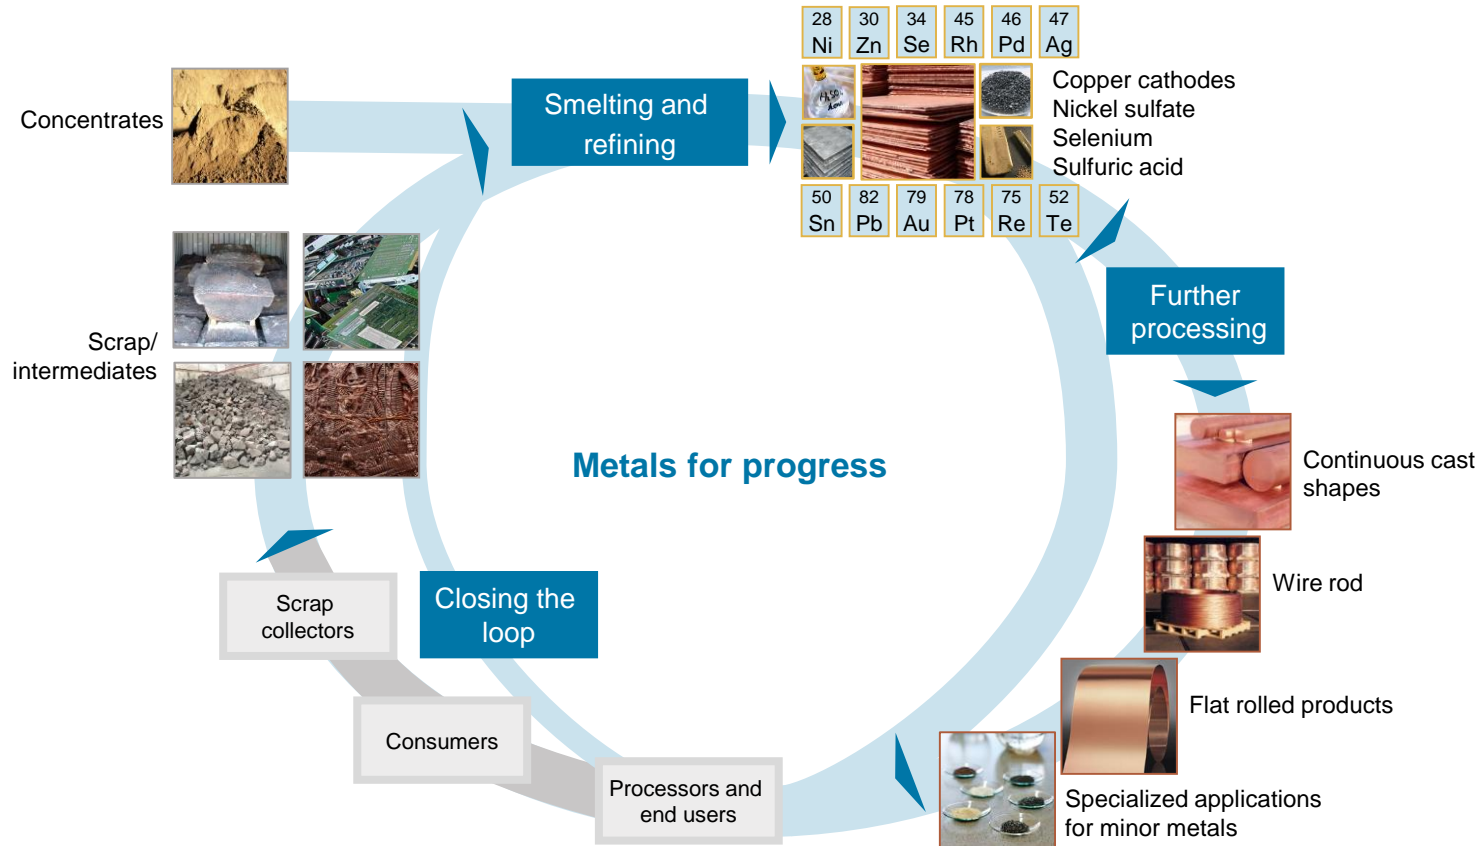 28 30 34 45 46 47
Ni Zn Se Rh Pd Ag
Concentrates
Smelting and
refining
Copper cathodes
Nickel sulfate
Selenium
Sulfuric acid
50 82 79 78 75 52
Sn Pb Au Pt Re Te
Further
processing
Scrap/
intermediates
Metals for progress
Continuous cast
shapes
Wire rod
Flat rolled products
Specialized applications
for minor metals
Closing the
loop
Scrap
collectors
Consumers
Processors and
end users